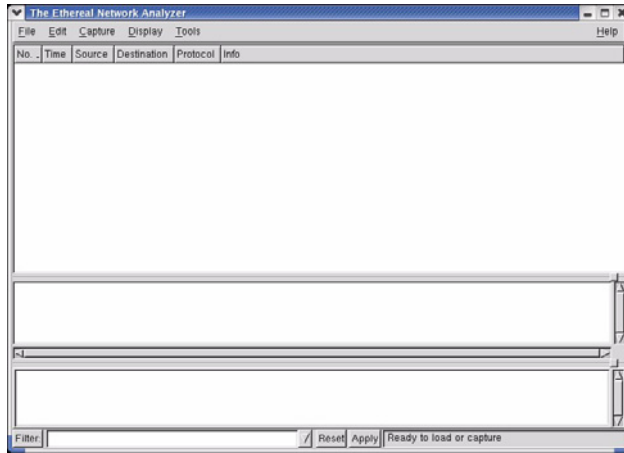 The Ethereal Network Analyzer
File Edit Capture Display Tools Help
No. . Time Source Destination Protocol Info
Filter: Reset Apply Ready to load or capture